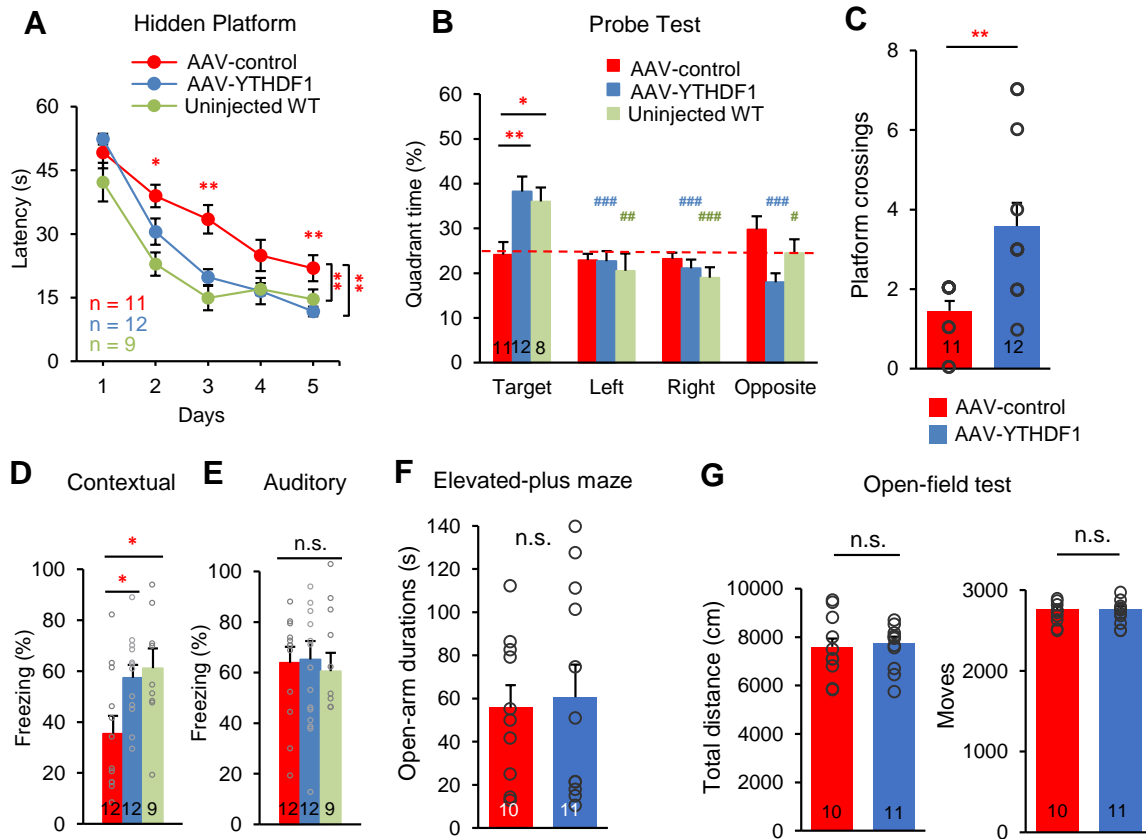 A
Hidden Platform
AAV-control
AAV-YTHDF1
Uninjected WT
Latency (s)
60
45
30
15
0
*
**
**
**
**
n = 11
n = 12
n = 9
1 2 3 4 5
Days
B
Probe Test
AAV-control
AAV-YTHDF1
Uninjected WT
Quadrant time (%)
60
50
40
30
20
10
0
*
**
### ### ###
## ### #
11 12 8
Target Left Right Opposite
C
Platform crossings
8
6
4
2
0
**
11 12
AAV-control
AAV-YTHDF1
D
Contextual
Freezing (%)
100
80
60
40
20
0
*
*
12 12 9
E
Auditory
Freezing (%)
100
80
60
40
20
0
n.s.
12 12 9
F
Elevated-plus maze
Open-arm durations (s)
140
120
100
80
60
40
20
0
n.s.
10 11
G
Open-field test
Total distance (cm)
10000
8000
6000
4000
2000
0
n.s.
10 11
Moves
3000
2000
1000
0
n.s.
10 11